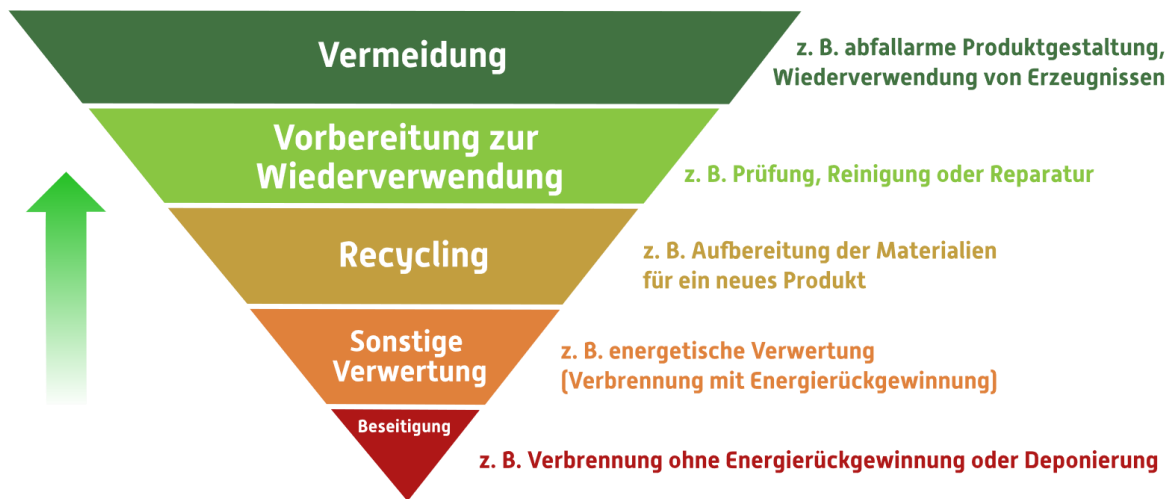 Vermeidung
z. B. abfallarme Produktgestaltung,
Wiederverwendung von Erzeugnissen
Vorbereitung zur
Wiederverwendung
z. B. Prüfung, Reinigung oder Reparatur
Recycling
z. B. Aufbereitung der Materialien
für ein neues Produkt
Sonstige
Verwertung
z. B. energetische Verwertung
(Verbrennung mit Energierückgewinnung)
Beseitigung
z. B. Verbrennung ohne Energierückgewinnung oder Deponierung